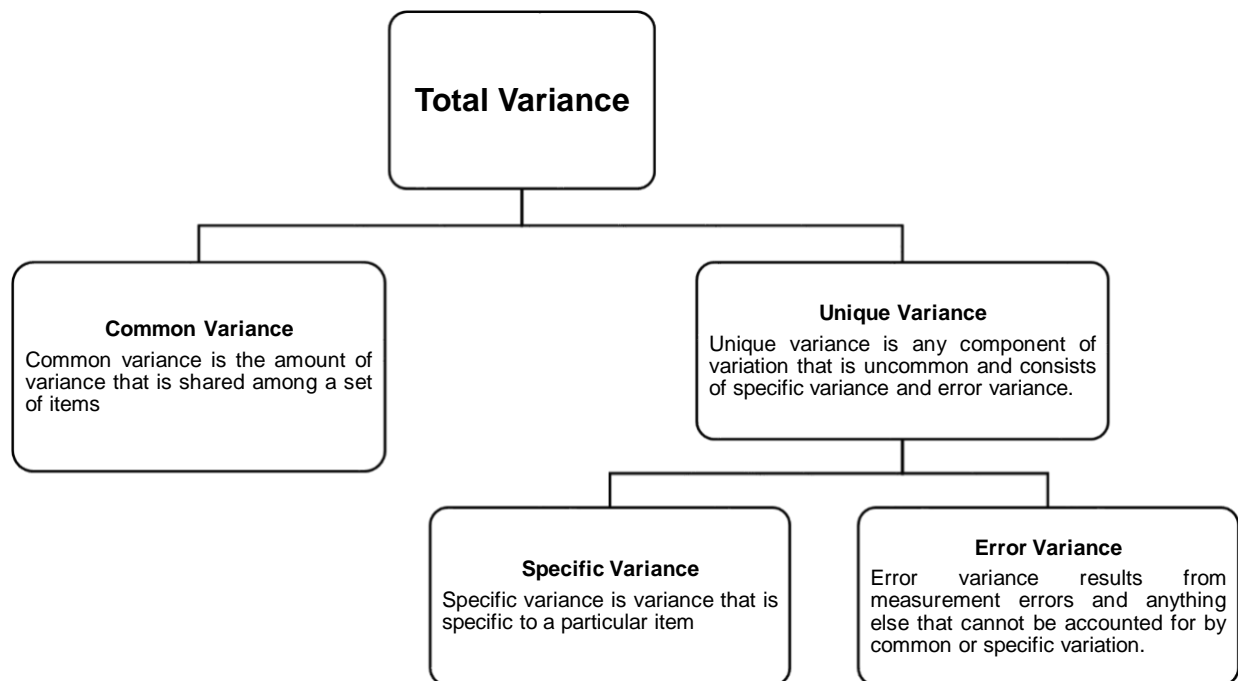 Total Variance
Common Variance
Common variance is the amount of
variance that is shared among a set
of items
Unique Variance
Unique variance is any component of
variation that is uncommon and consists
of specific variance and error variance.
Specific Variance
Specific variance is variance that is
specific to a particular item
Error Variance
Error variance results from
measurement errors and anything
else that cannot be accounted for by
common or specific variation.